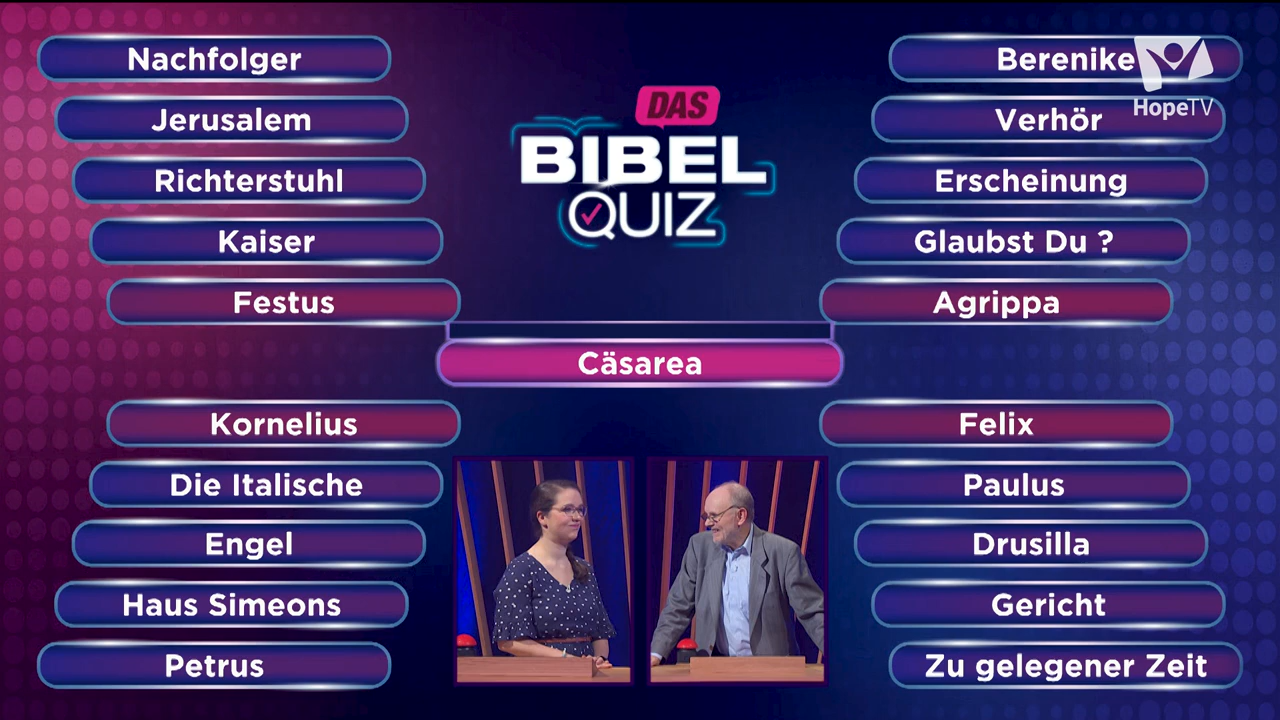 Nachfolger
Jerusalem
Richterstuhl
Kaiser
Festus
Berenike
Verhör
Erscheinung
Glaubst Du ?
Agrippa
HopeTV
DAS
BIBEL
QUIZ
Cäsarea
Kornelius
Die Italische
Engel
Haus Simeons
Petrus
Felix
Paulus
Drusilla
Gericht
Zu gelegener Zeit